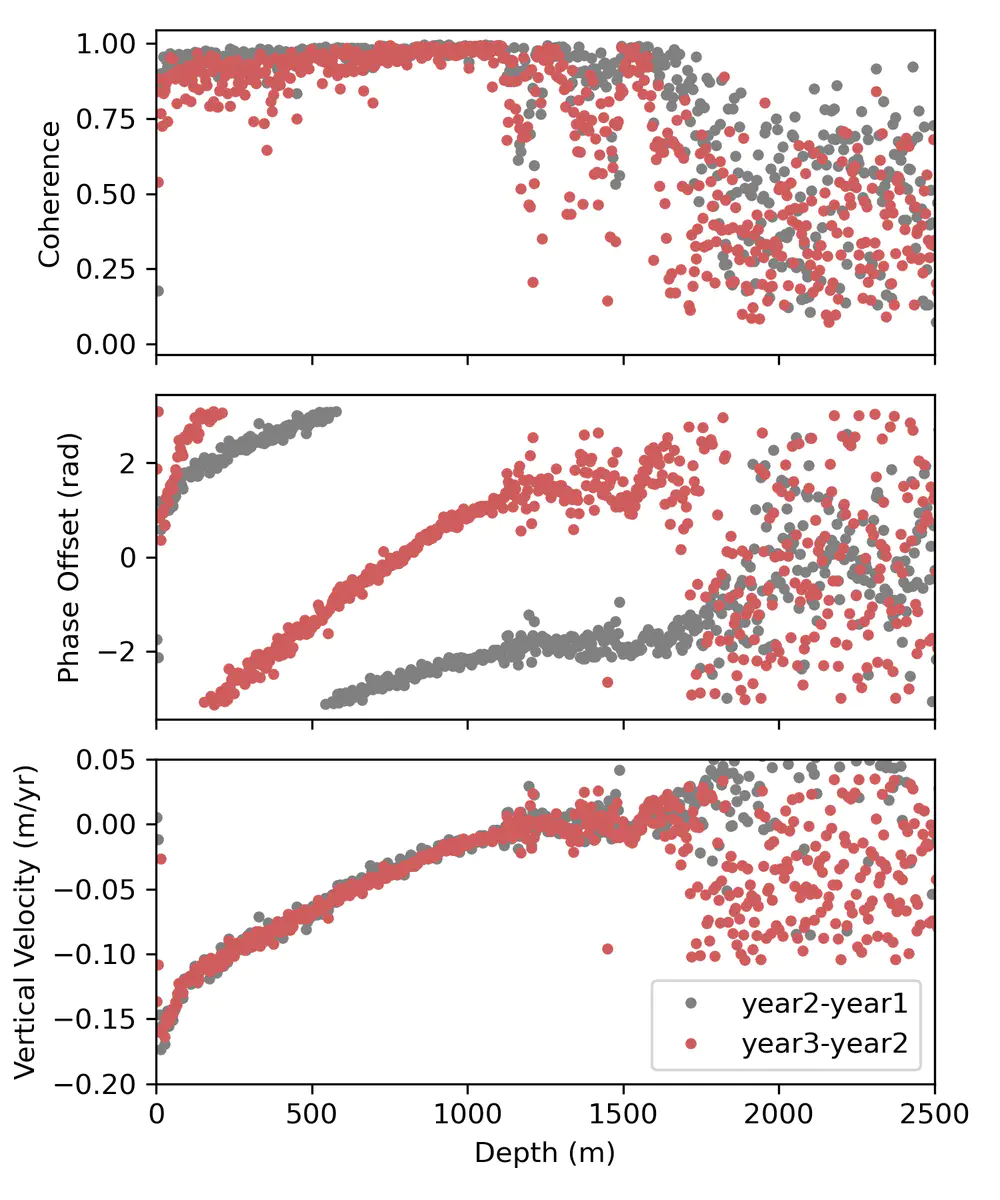 1.00
0.75
0.50
0.25
0.00
Coherence
2
0
−2
Phase Offset (rad)
0.05
0.00
−0.05
−0.10
−0.15
−0.20
Vertical Velocity (m/yr)
year2-year1
year3-year2
0 500 1000 1500 2000 2500
Depth (m)